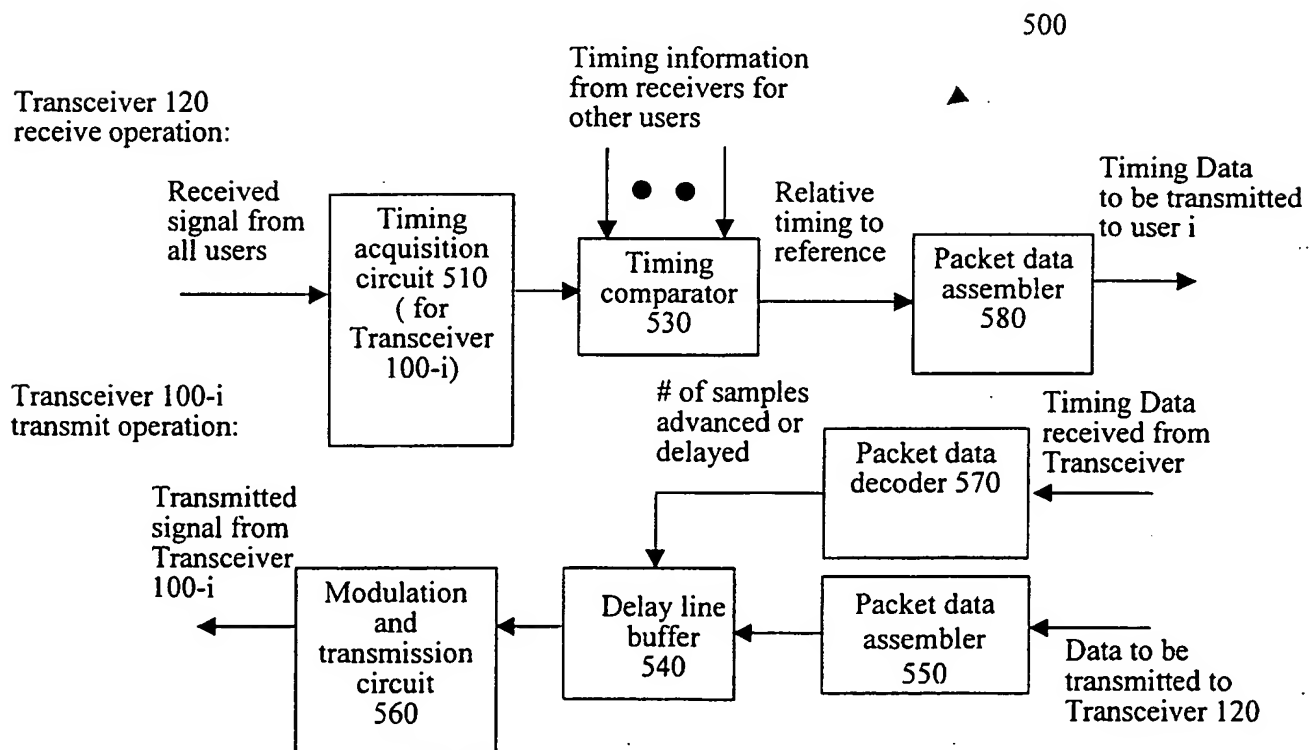 500
Timing information
from receivers for
other users
Transceiver 120
receive operation:
Received
signal from
all users
Timing
acquisition
circuit 510
( for
Transceiver
100-i)
Timing
comparator
530
Relative
timing to
reference
Packet data
assembler
580
Timing Data
to be transmitted
to user i
Transceiver 100-i
transmit operation:
# of samples
advanced or
delayed
Packet data
decoder 570
Timing Data
received from
Transceiver
Transmitted
signal from
Transceiver
100-i
Modulation
and
transmission
circuit
560
Delay line
buffer
540
Packet data
assembler
550
Data to be
transmitted to
Transceiver 120